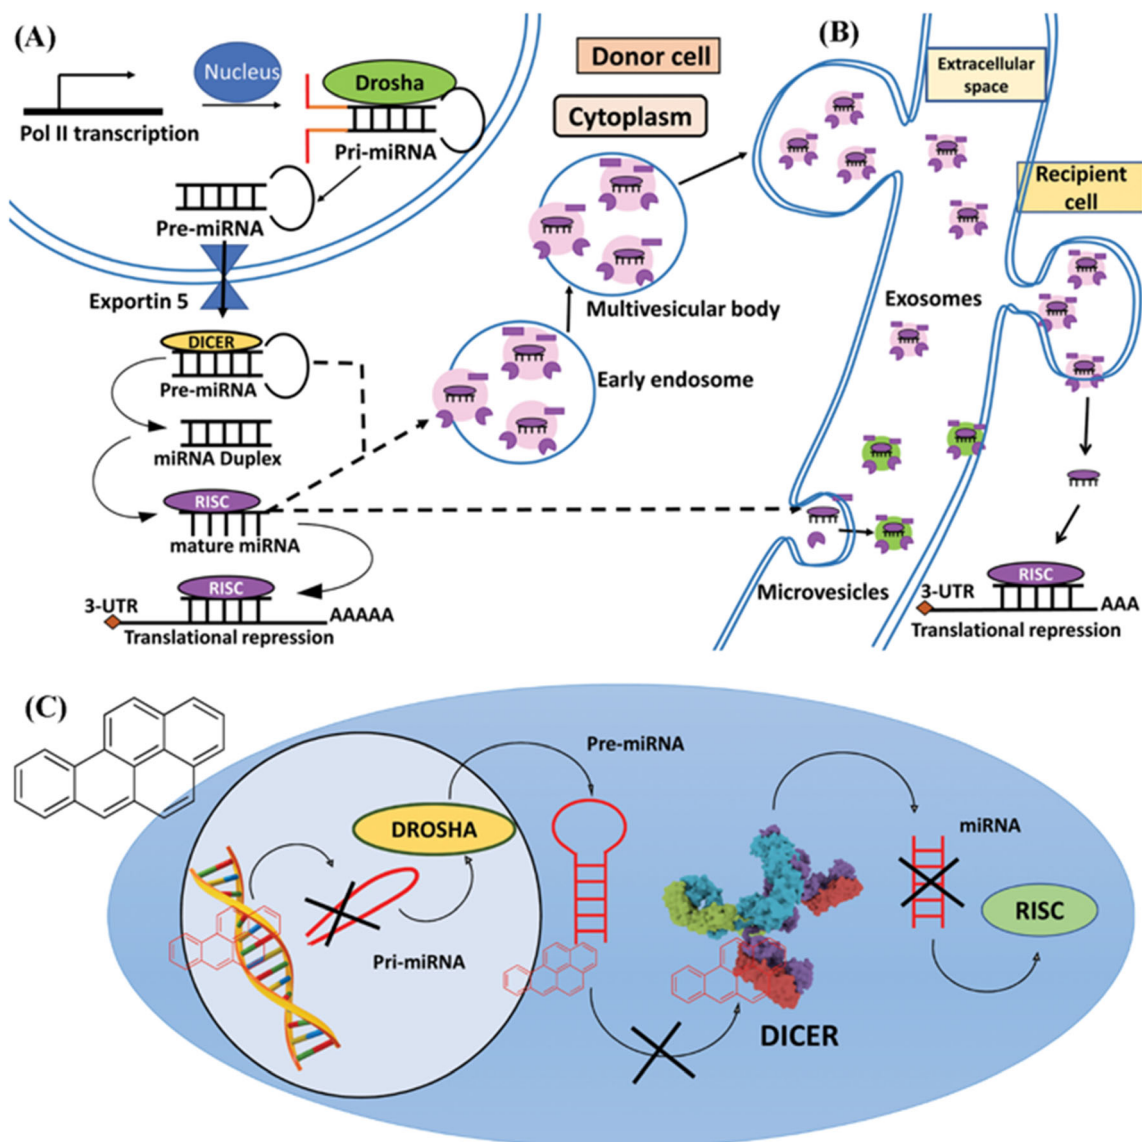 (A)
Nucleus
Drosha
Pol II transcription
Pri-miRNA
Pre-miRNA
Exportin 5
DICER
Pre-miRNA
miRNA Duplex
RISC
mature miRNA
RISC
3-UTR
AAAAA
Translational repression
Donor cell
Cytoplasm
Multivesicular body
Early endosome
(B)
Extracellular
space
Recipient
cell
Exosomes
Microvesicles
RISC
3-UTR
AAA
Translational repression
(C)
Pre-miRNA
DROSHA
Pri-miRNA
miRNA
RISC
DICER